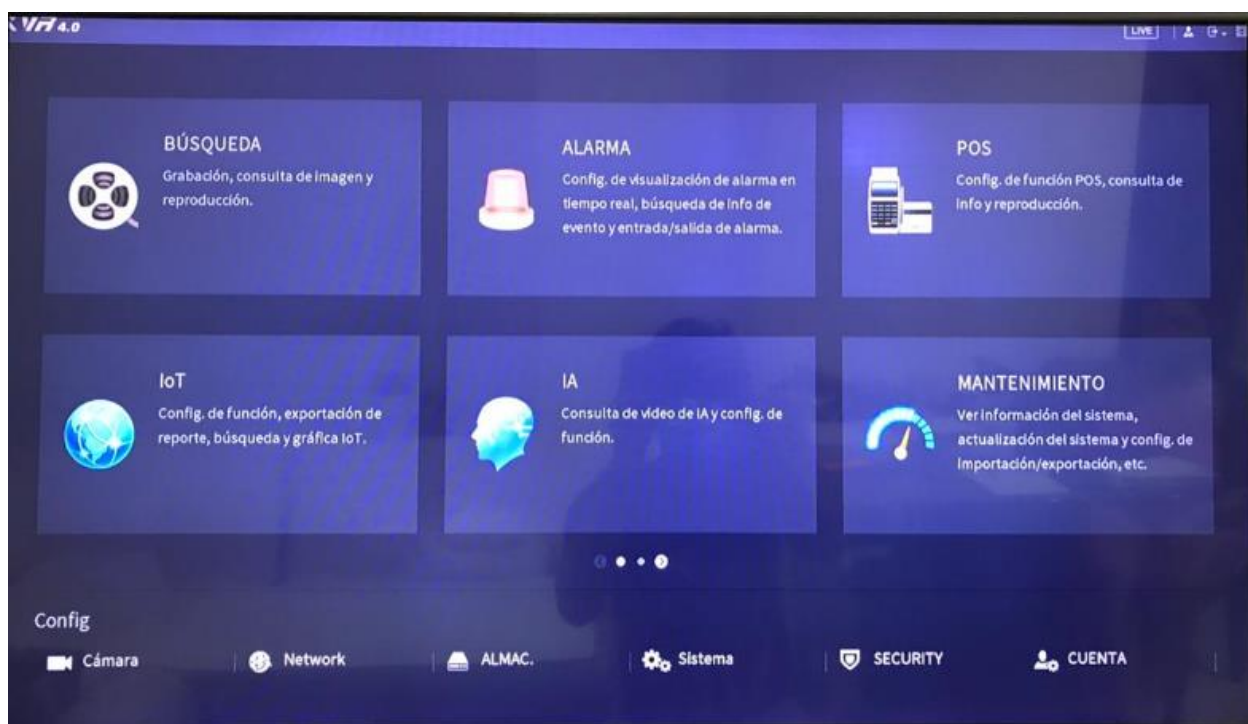 XVR 4.0
LIVE
BÚSQUEDA
Grabación, consulta de imagen y
reproducción.
ALARMA
Config. de visualización de alarma en
tiempo real, búsqueda de info de
evento y entrada/salida de alarma.
POS
Config. de función POS, consulta de
info y reproducción.
IoT
Config. de función, exportación de
reporte, búsqueda y gráfica IoT.
IA
Consulta de video de IA y config. de
función.
MANTENIMIENTO
Ver información del sistema,
actualización del sistema y config. de
importación/exportación, etc.
Config
Cámara
Network
ALMAC.
Sistema
SECURITY
CUENTA